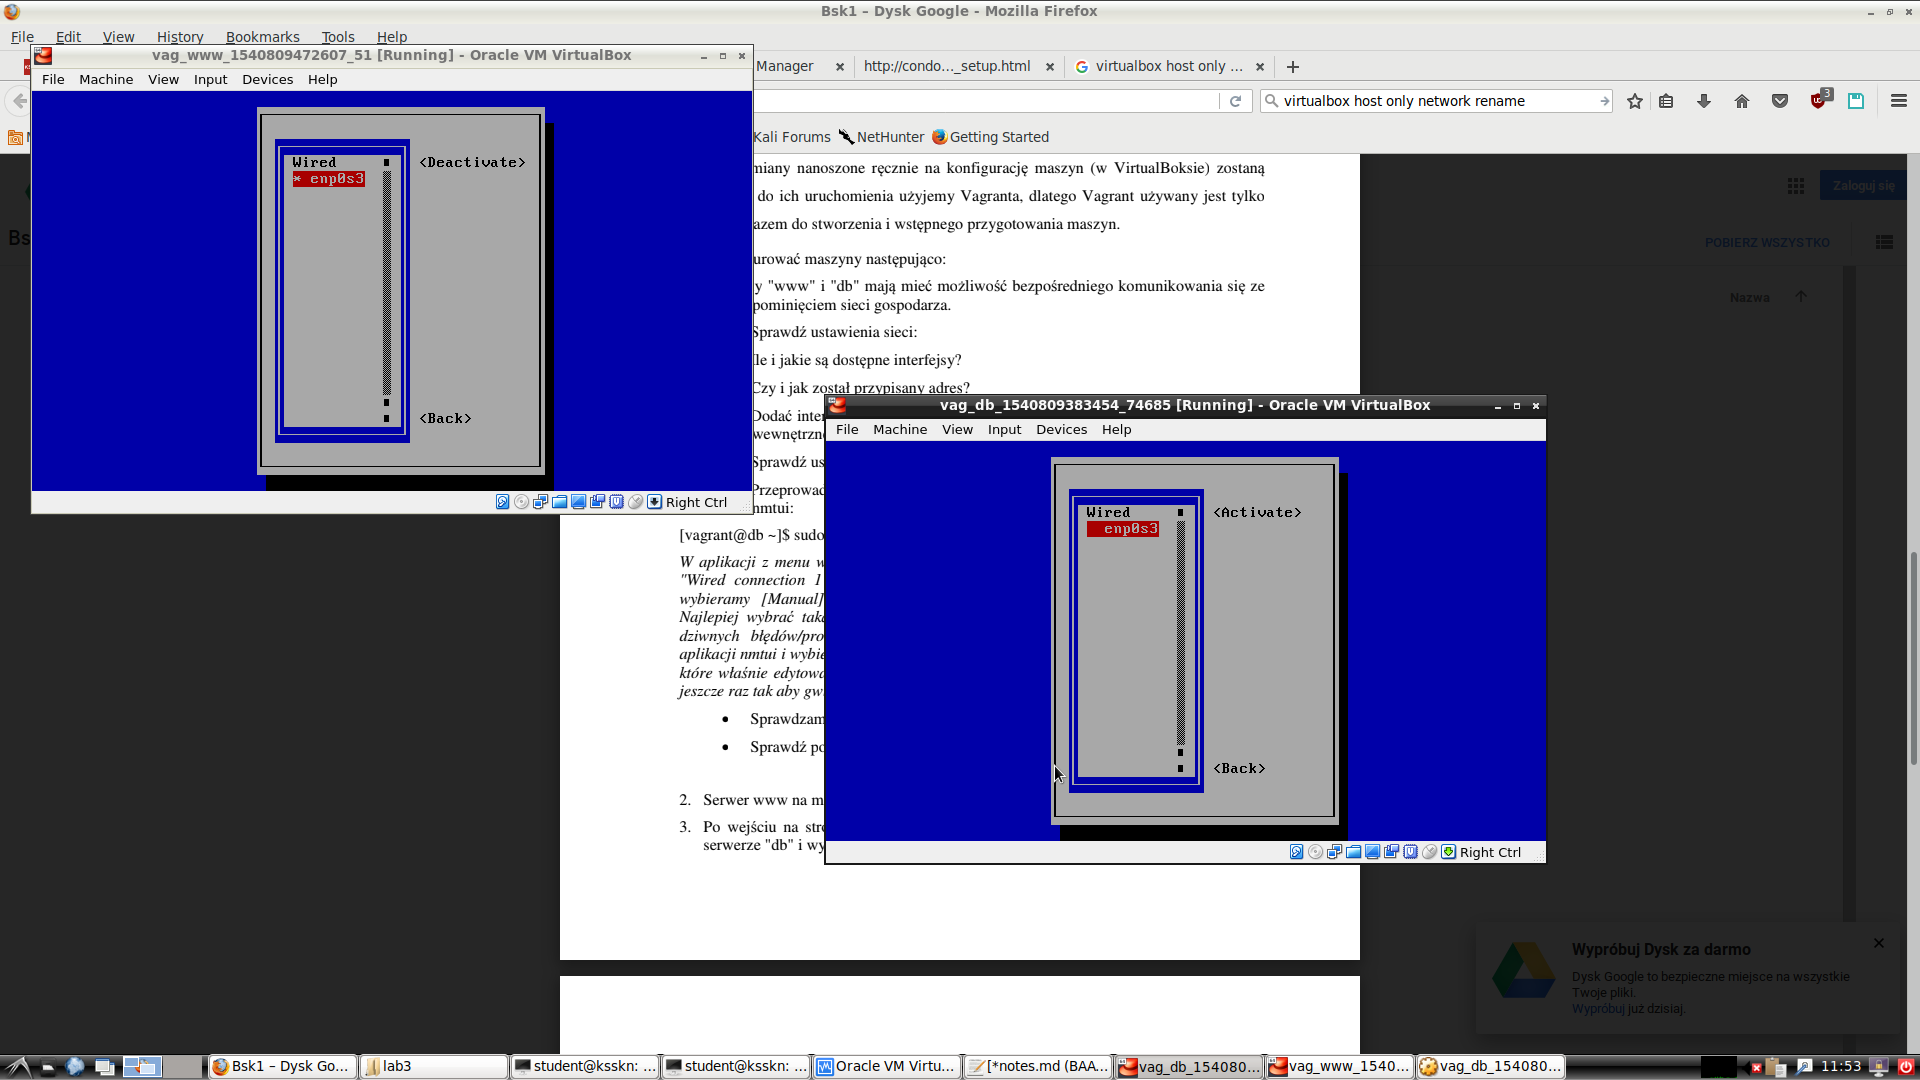 Bsk1 – Dysk Google - Mozilla Firefox
File Edit View History Bookmarks Tools Help
Manager
http://condo..._setup.html
virtualbox host only ...
virtualbox host only network rename
3
Kali Forums
NetHunter
Getting Started
vag_www_1540809472607_51 [Running] - Oracle VM VirtualBox
File Machine View Input Devices Help
Wired
<Deactivate>
* enp0s3
<Back>
Right Ctrl
miany nanoszone ręcznie na konfigurację maszyn (w VirtualBoksie) zostaną
do ich uruchomienia użyjemy Vagranta, dlatego Vagrant używany jest tylko
azem do stworzenia i wstępnego przygotowania maszyn.
urować maszyny następująco:
y "www" i "db" mają mieć możliwość bezpośredniego komunikowania się ze
pominięciem sieci gospodarza.
Sprawdź ustawienia sieci:
Ile i jakie są dostępne interfejsy?
Czy i jak został przypisany adres?
Dodać inter
wewnętrzne
Sprawdź us
Przeprowad
nmtui:
[vagrant@db ~]$ sudo
W aplikacji z menu w
"Wired connection 1
wybieramy [Manual]
Najlepiej wybrać taką
dziwnych błędów/pro
aplikacji nmtui i wybie
które właśnie edytowa
jeszcze raz tak aby gw
• Sprawdzam
• Sprawdź po
2. Serwer www na m
3. Po wejściu na stro
serwerze "db" i wy
vag_db_1540809383454_74685 [Running] - Oracle VM VirtualBox
File Machine View Input Devices Help
Wired
<Activate>
enp0s3
<Back>
Right Ctrl
Bs
Zaloguj się
POBIERZ WSZYSTKO
Nazwa
Wypróbuj Dysk za darmo
Dysk Google to bezpieczne miejsce na wszystkie
Twoje pliki.
Wypróbuj już dzisiaj.
Bsk1 – Dysk Go...
lab3
student@ksskn: ...
student@ksskn: ...
Oracle VM Virtu...
[*notes.md (BAA...
vag_db_154080...
vag_www_1540...
vag_db_154080...
11:53